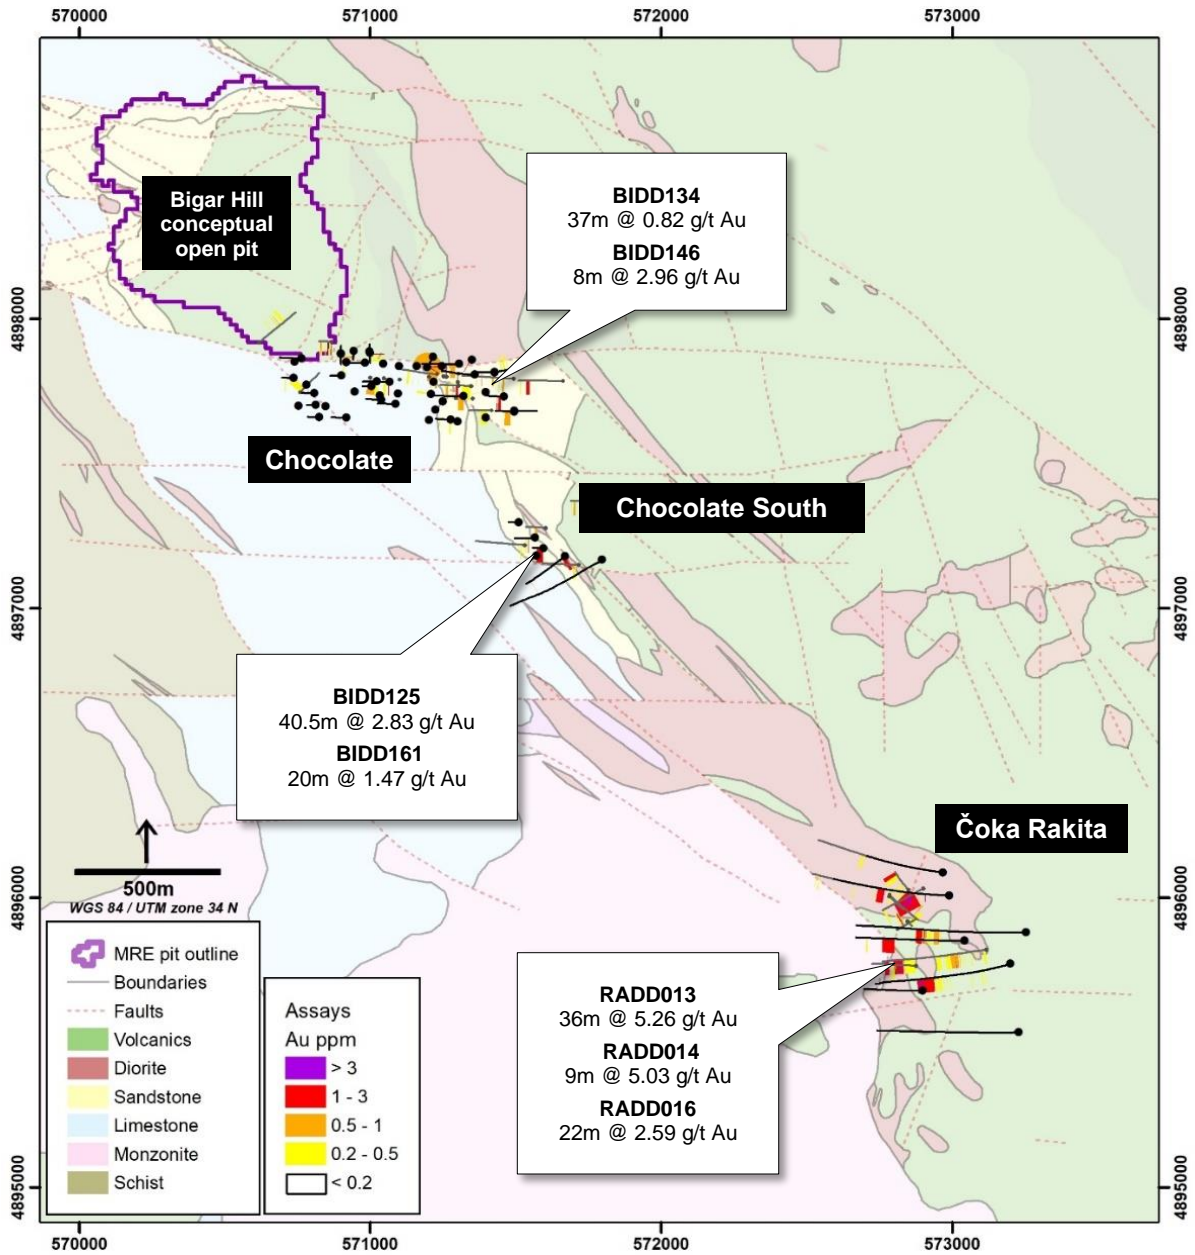 570000
571000
572000
573000
4898000
4897000
4896000
4895000
4898000
4897000
4896000
4895000
Bigar Hill
conceptual
open pit
BIDD134
37m @ 0.82 g/t Au
BIDD146
8m @ 2.96 g/t Au
Chocolate
Chocolate South
BIDD125
40.5m @ 2.83 g/t Au
BIDD161
20m @ 1.47 g/t Au
Čoka Rakita
RADD013
36m @ 5.26 g/t Au
RADD014
9m @ 5.03 g/t Au
RADD016
22m @ 2.59 g/t Au
500m
WGS 84 / UTM zone 34 N
MRE pit outline
Boundaries
Faults
Volcanics
Diorite
Sandstone
Limestone
Monzonite
Schist
Assays
Au ppm
> 3
1 - 3
0.5 - 1
0.2 - 0.5
< 0.2
570000
571000
572000
573000